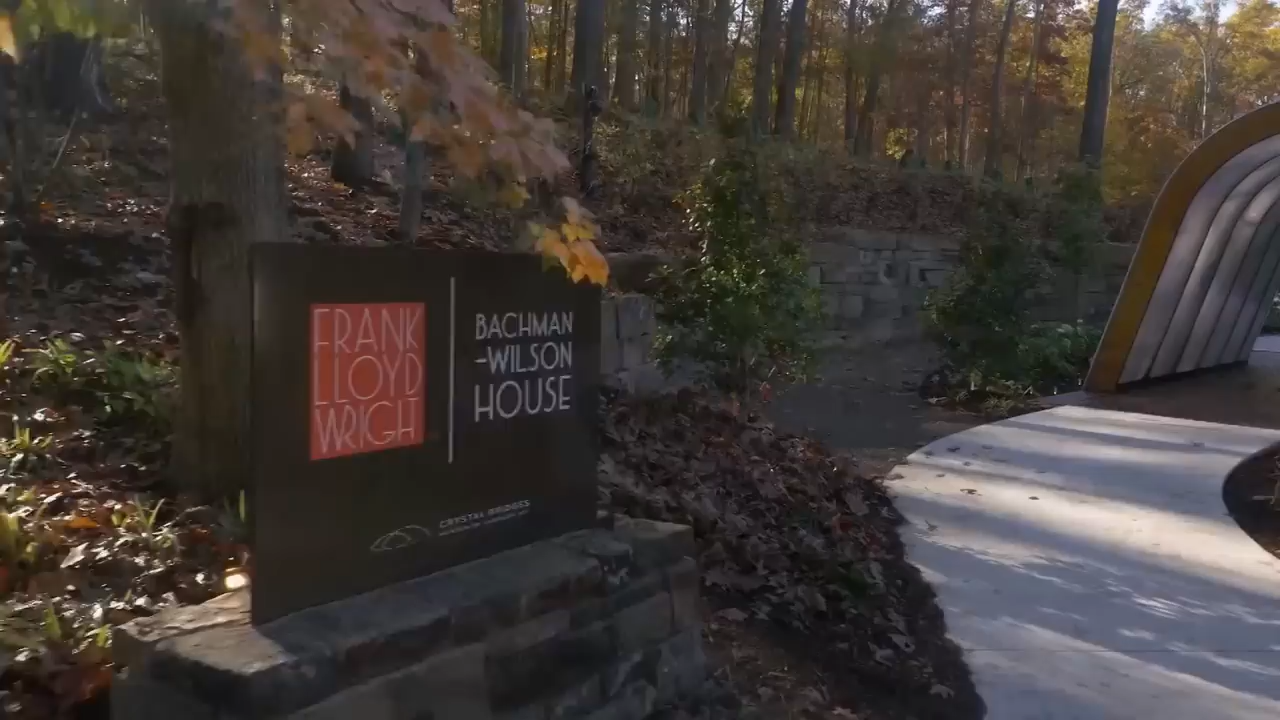 FRANK
LLOYD
WRIGHT
BACHMAN
-WILSON
HOUSE
CRYSTAL BRIDGES